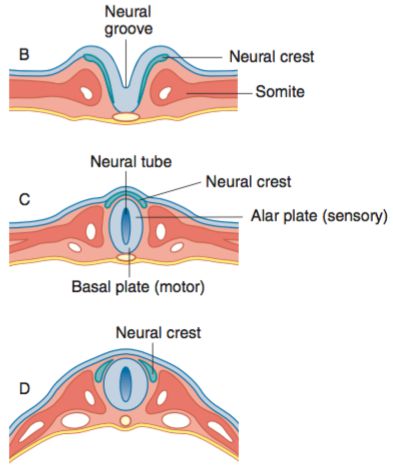 Neural
groove
B
Neural crest
Somite
Neural tube
Neural crest
C
Alar plate (sensory)
Basal plate (motor)
Neural crest
D